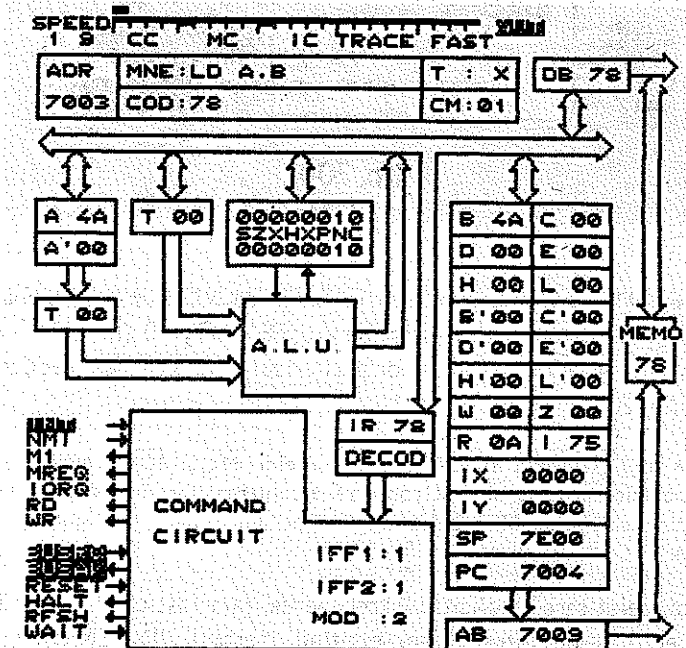 SPEED
1 9 CC MC IC TRACE FAST
ADR MNE:LD A.B T : X DB 78
7003 COD:78 CM:01
A 4A T 00 00000010 B 4A C 00
A'00 SZXHXPNC D 00 E 00
00000010 H 00 L 00
T 00 A.L.U. B'00 C'00 MEMO
D'00 E'00 78
H'00 L'00
IR 78 W 00 Z 00
NMI DECOD R 0A I 75
M1
MREQ IX 0000
IORQ COMMAND IY 0000
RD CIRCUIT SP 7E00
WR IFF1:1 PC 7004
RESET IFF2:1
HALT MOD :2
RFSH AB 7003
WAIT